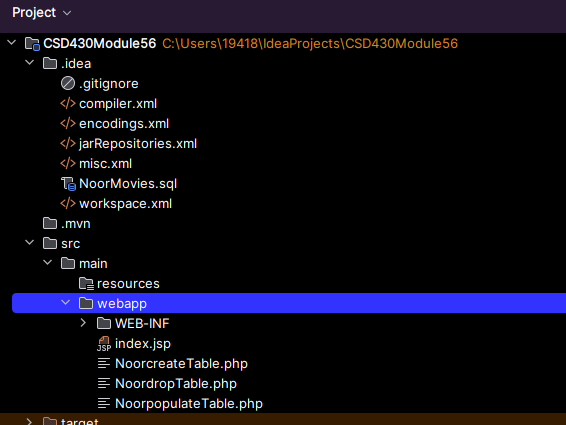 Project
CSD430Module56 C:\Users\19418\IdeaProjects\CSD430Module56
.idea
.gitignore
compiler.xml
encodings.xml
jarRepositories.xml
misc.xml
NoorMovies.sql
workspace.xml
.mvn
src
main
resources
webapp
WEB-INF
JSP index.jsp
NoorcreateTable.php
NoordropTable.php
NoorpopulateTable.php
target